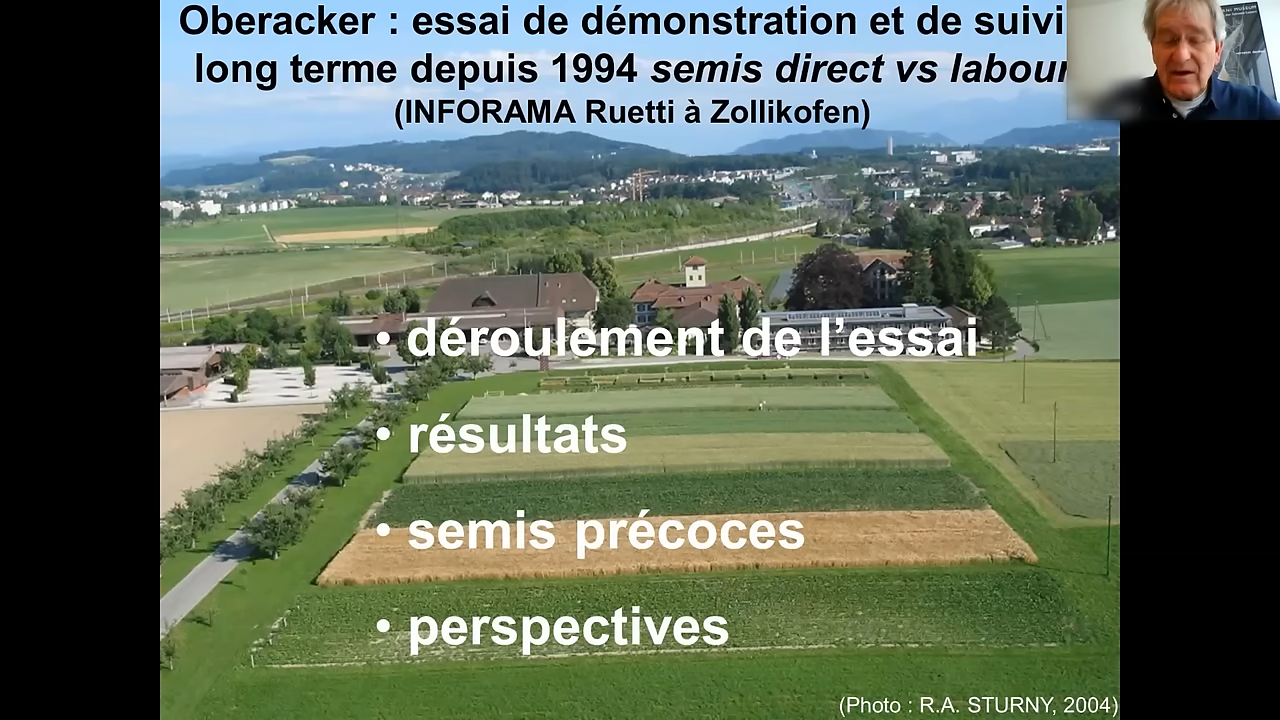 Oberacker : essai de démonstration et de suivi
long terme depuis 1994 semis direct vs labour
(INFORAMA Ruetti à Zollikofen)
• déroulement de l’essai
• résultats
• semis précoces
• perspectives
(Photo : R.A. STURNY, 2004)